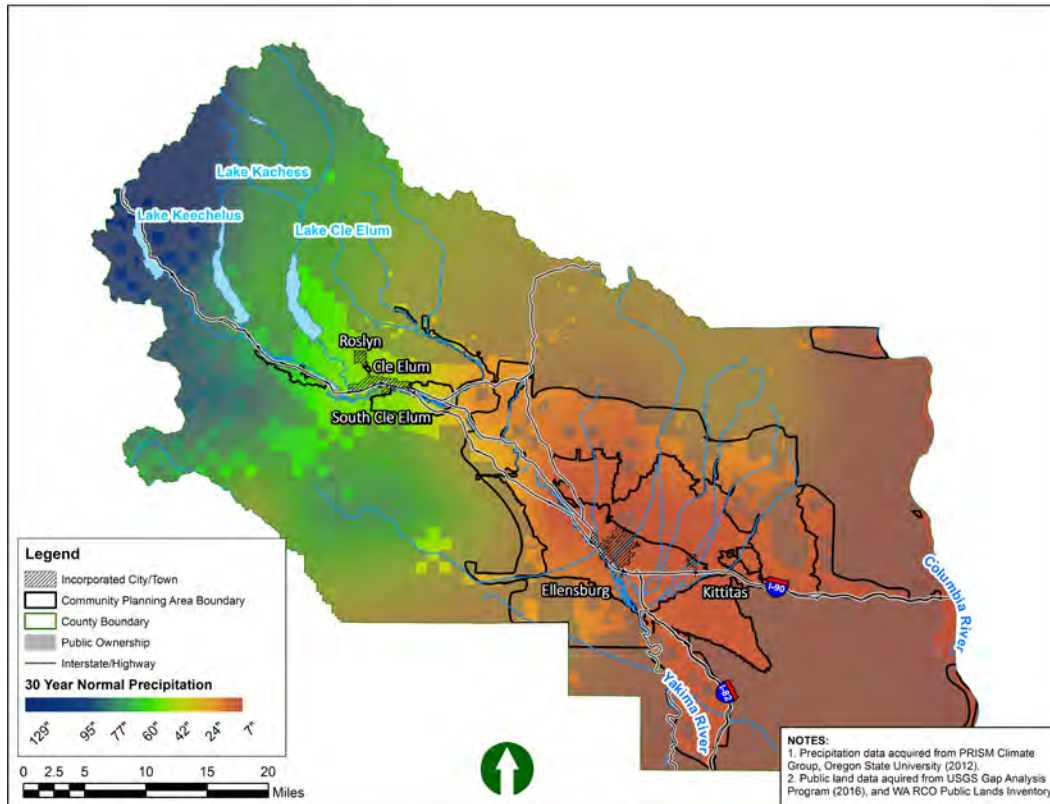 Lake Kachess
Lake Keechelus
Lake Cle Elum
Roslyn
Cle Elum
South Cle Elum
Ellensburg
Kittitas
I-90
I-82
Columbia River
Yakima River
Legend
Incorporated City/Town
Community Planning Area Boundary
County Boundary
Public Ownership
Interstate/Highway
30 Year Normal Precipitation
129" 95" 77" 60" 42" 24" 7"
0 2.5 5 10 15 20
Miles
NOTES:
1. Precipitation data acquired from PRISM Climate
Group, Oregon State University (2012).
2. Public land data aquired from USGS Gap Analysis
Program (2016), and WA RCO Public Lands Inventory